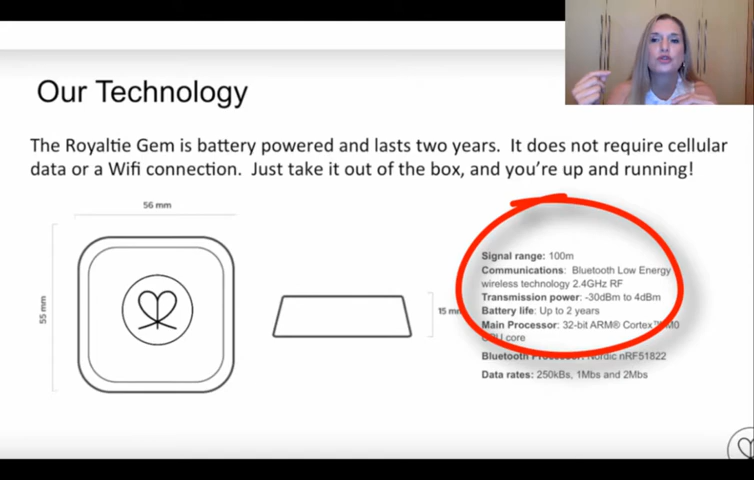 Our Technology
The Royaltie Gem is battery powered and lasts two years. It does not require cellular
data or a Wifi connection. Just take it out of the box, and you're up and running!
56 mm
55 mm
15 mm
Signal range: 100m
Communications: Bluetooth Low Energy
wireless technology 2.4GHz RF
Transmission power: -30dBm to 4dBm
Battery life: Up to 2 years
Main Processor: 32-bit ARM® Cortex™ M0
CPU core
Bluetooth Processor: Nordic nRF51822
Data rates: 250kBs, 1Mbs and 2Mbs